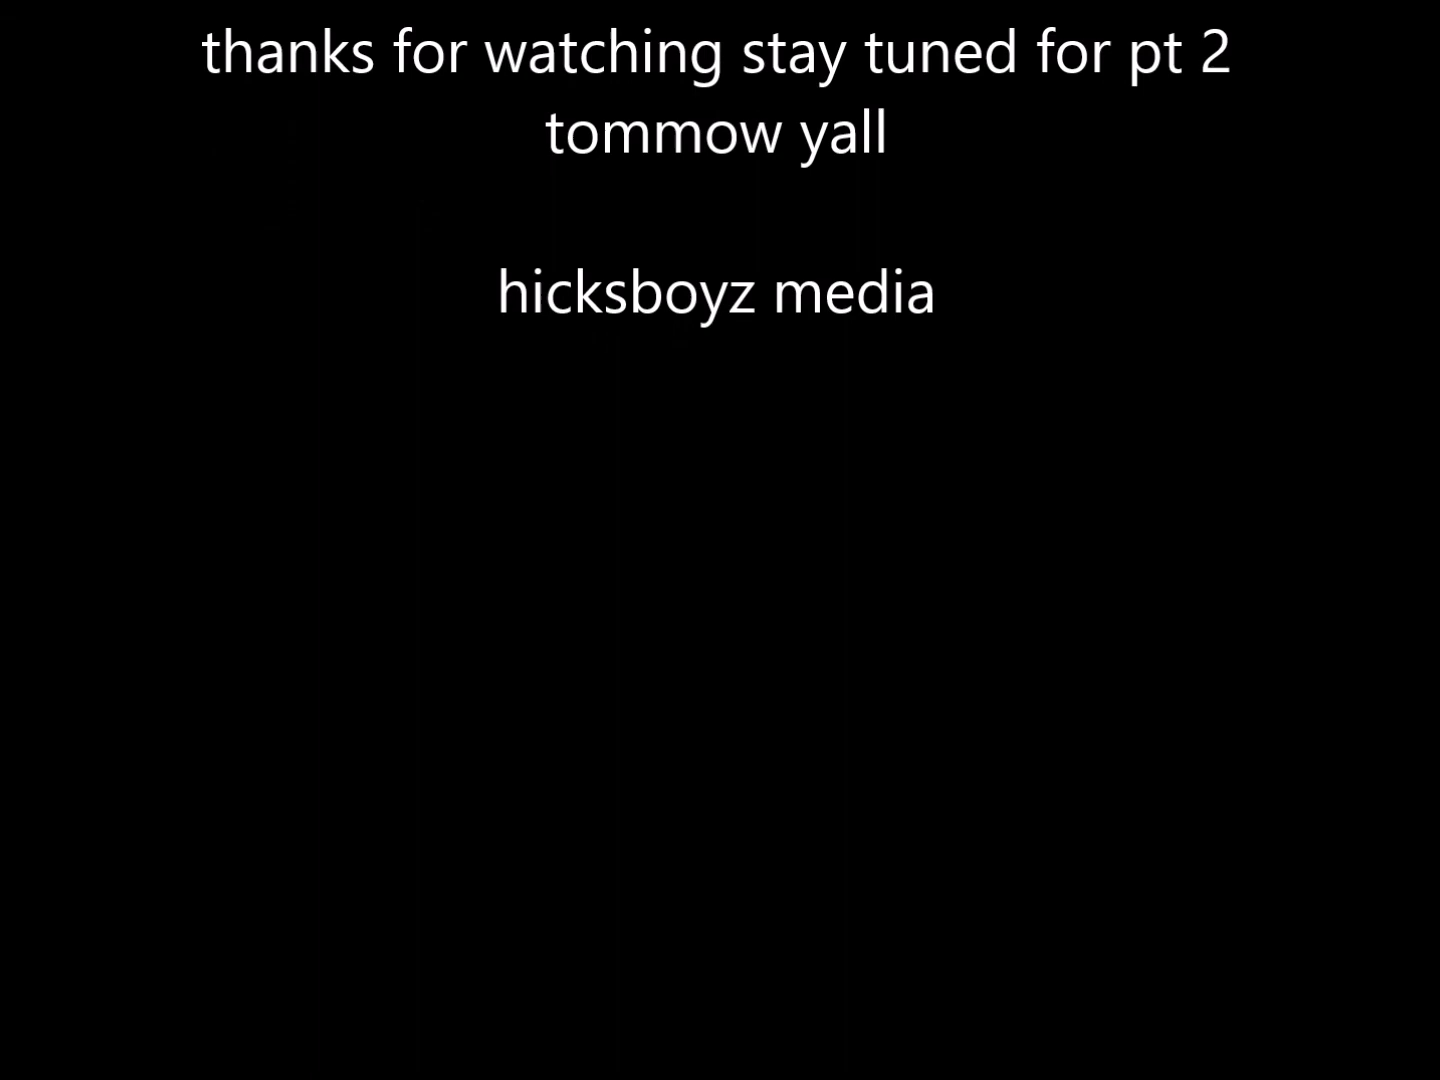 thanks for watching stay tuned for pt 2
tommow yall
hicksboyz media